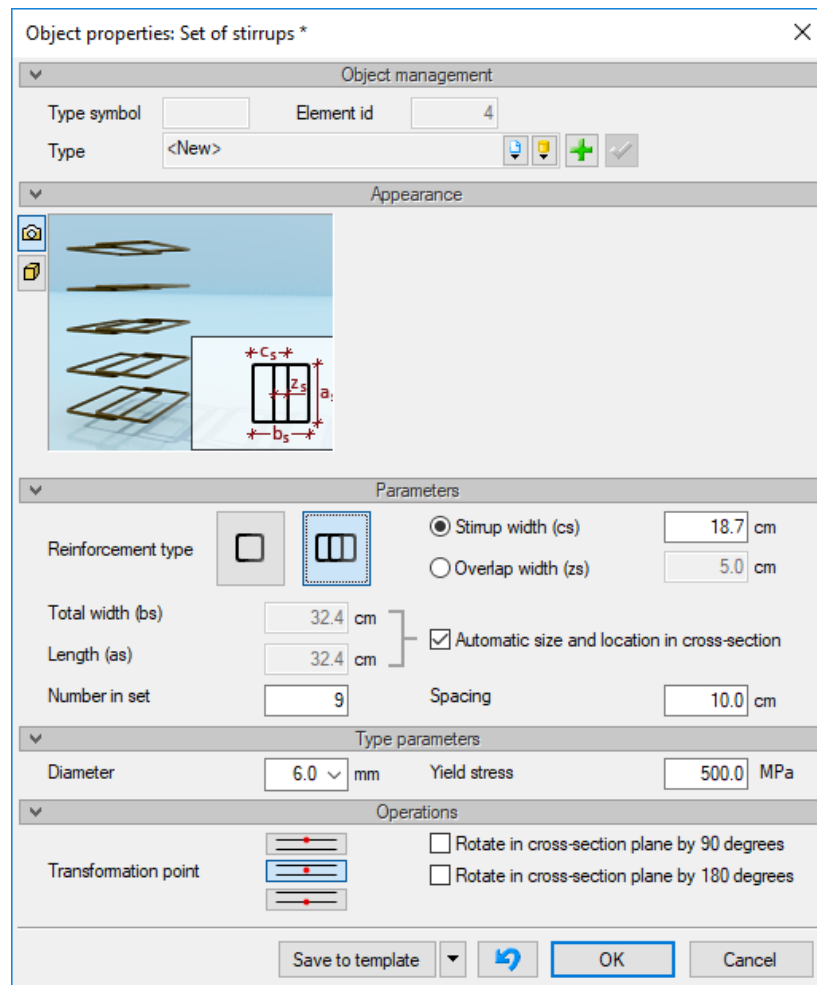 Object properties: Set of stirrups *
Object management
Type symbol Element id 4
Type <New>
Appearance
cs
zs
as
bs
Parameters
Reinforcement type
Stirrup width (cs) 18.7 cm
Overlap width (zs) 5.0 cm
Total width (bs) 32.4 cm
Length (as) 32.4 cm
Automatic size and location in cross-section
Number in set 9 Spacing 10.0 cm
Type parameters
Diameter 6.0 mm Yield stress 500.0 MPa
Operations
Transformation point
Rotate in cross-section plane by 90 degrees
Rotate in cross-section plane by 180 degrees
Save to template OK Cancel